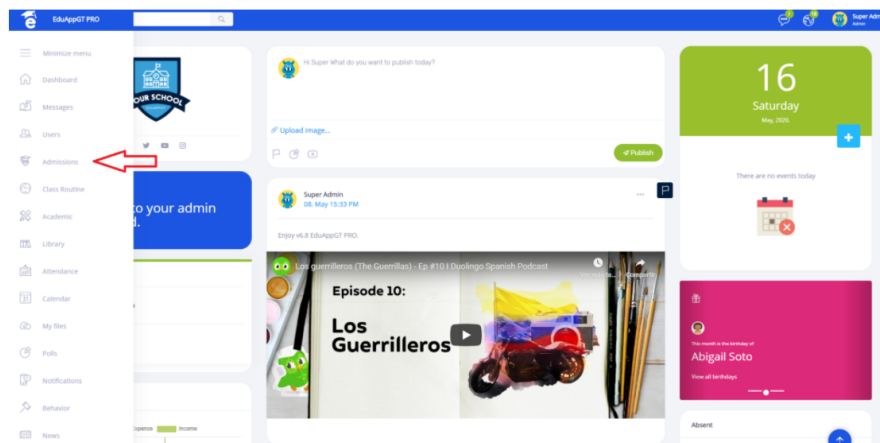 EduAppGT PRO
Super Adm
Admin
Minimize menu
Dashboard
Messages
Users
Admissions
Class Routine
Academic
Library
Attendance
Calendar
My files
Polls
Notifications
Behavior
News
OUR SCHOOL
to your admin
d.
Expense
Income
Hi Super What do you want to publish today?
Upload image...
Publish
Super Admin
08. May 15:33 PM
Enjoy v6.8 EduAppGT PRO.
Los guerrilleros (The Guerrillas) - Ep #10 I Duolingo Spanish Podcast
Compartir
Episode 10:
Los
Guerrilleros
16
Saturday
May, 2020.
There are no events today
This month is the birthday of
Abigail Soto
View all birthdays
Absent